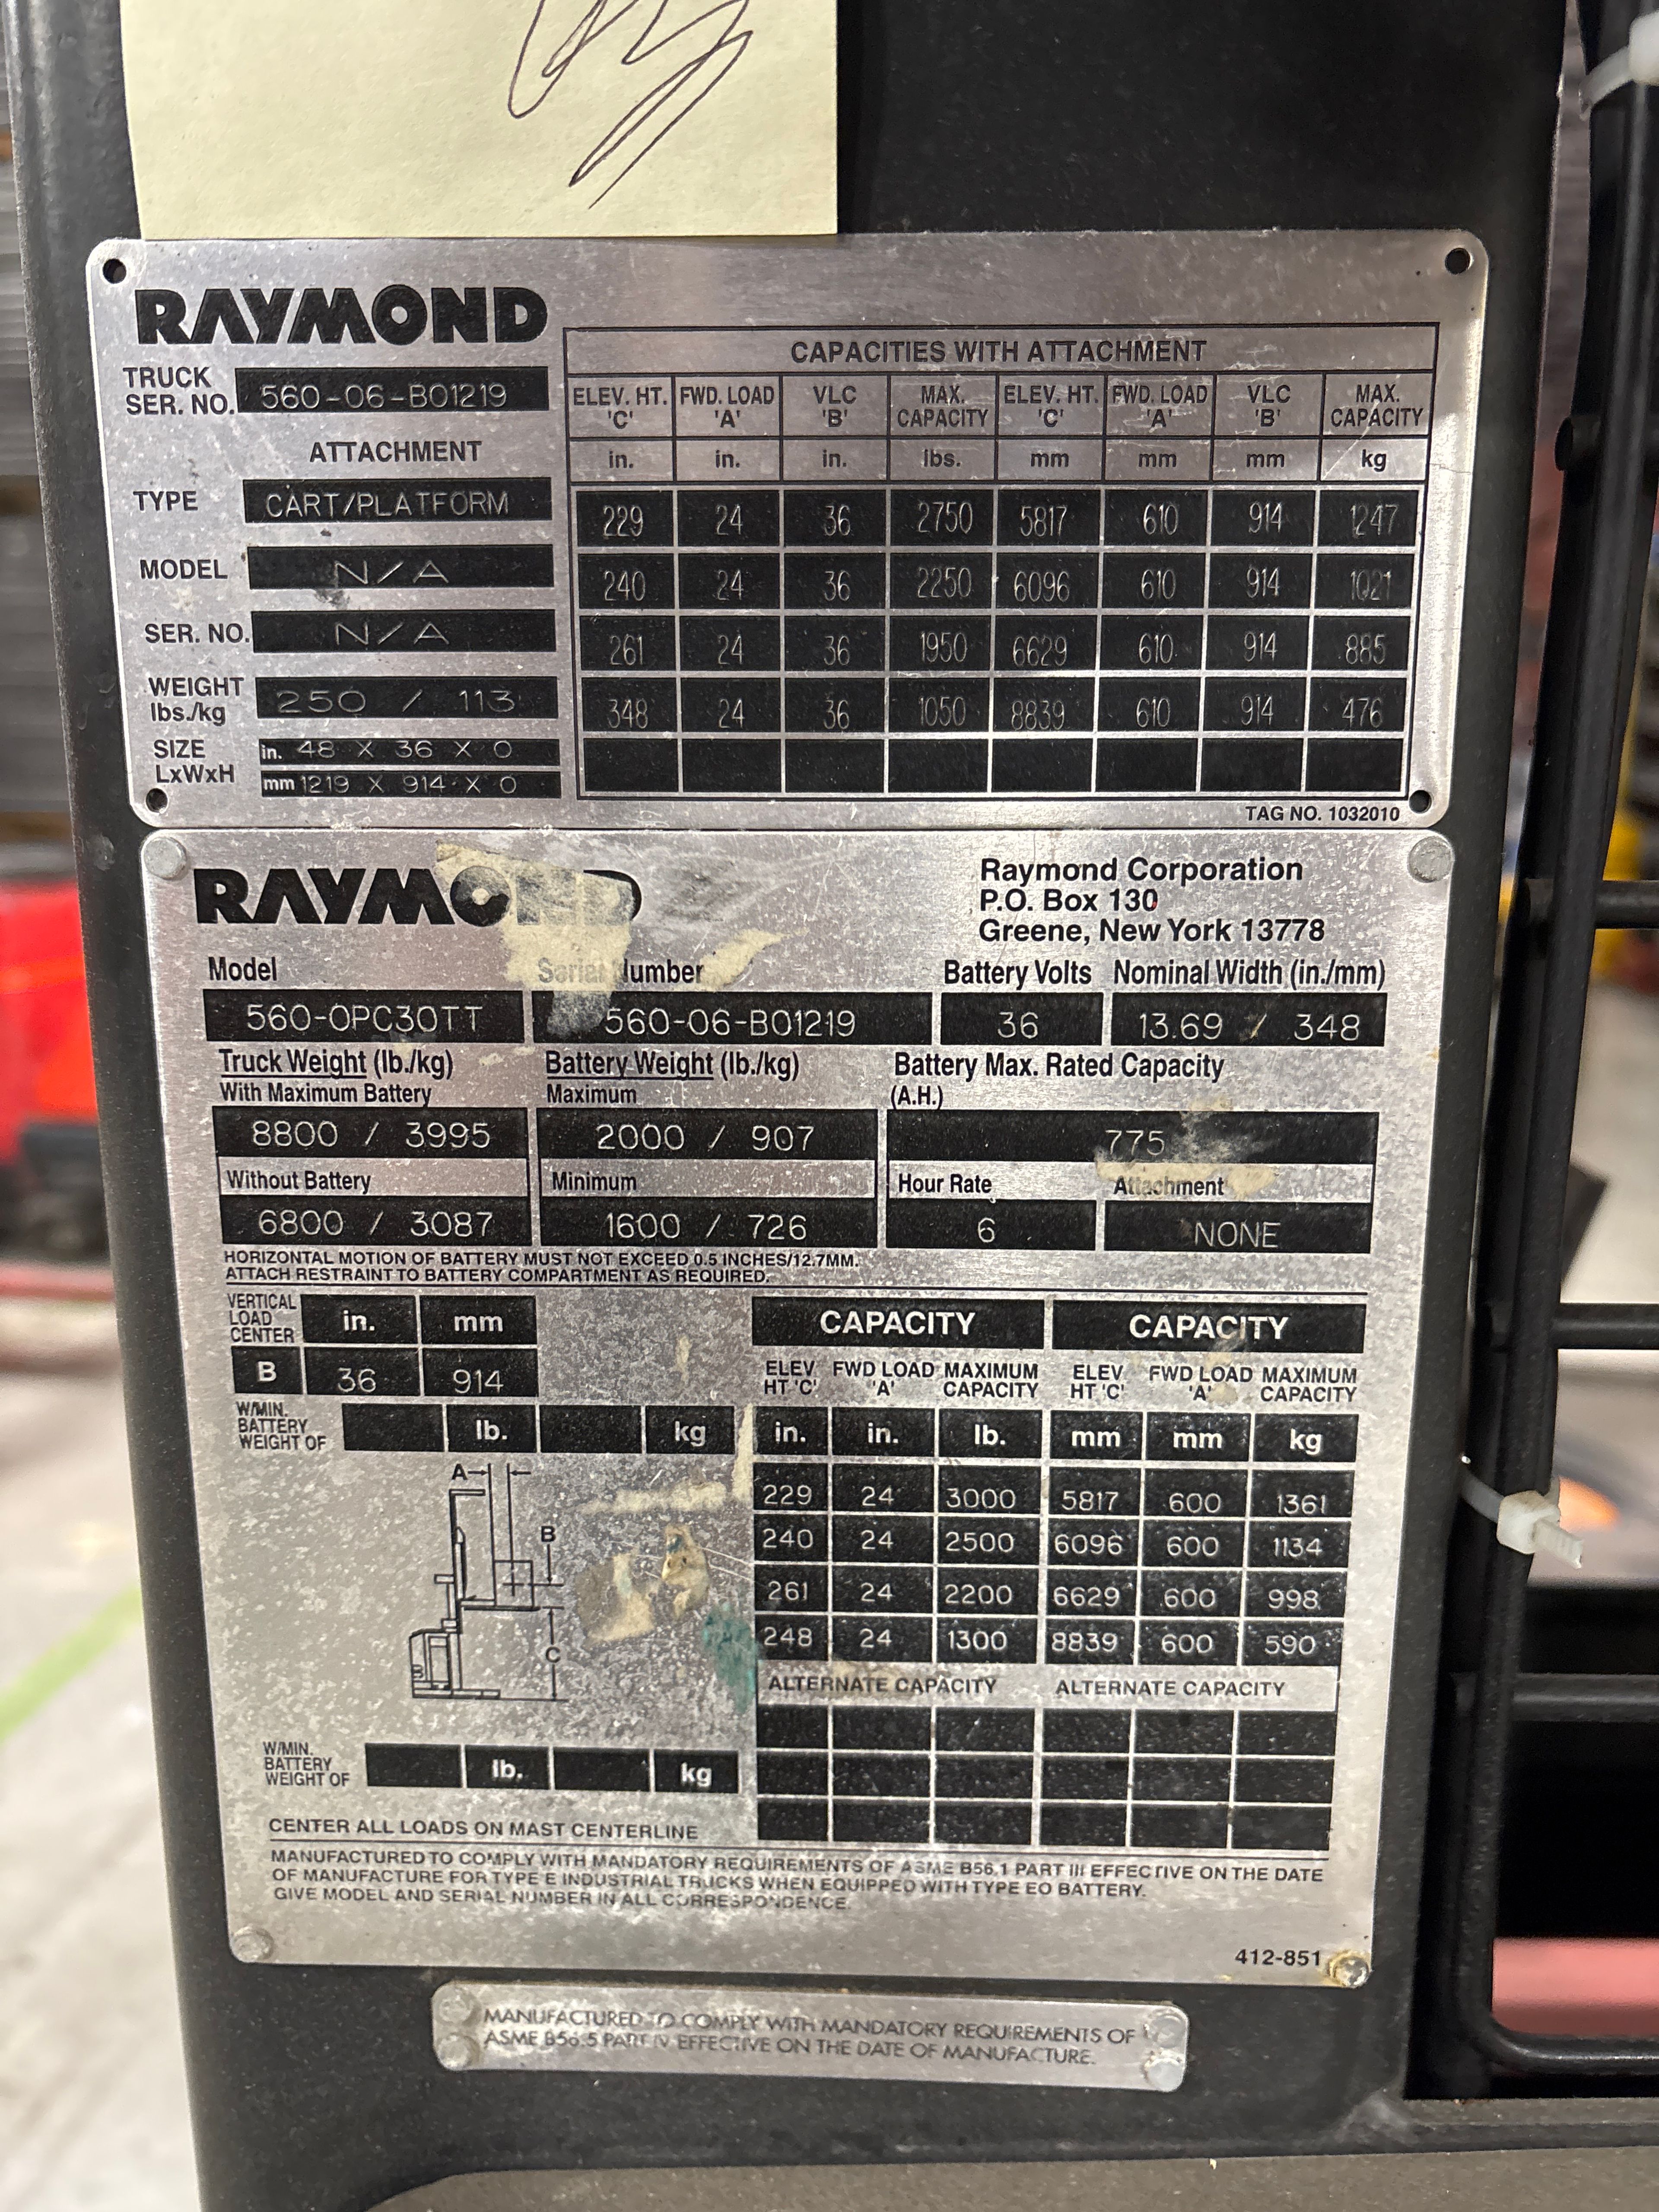 RAYMOND
TRUCK
SER. NO. 560-06-B01219
ATTACHMENT
TYPE CART/PLATFORM
MODEL N/A
SER. NO. N/A
WEIGHT
lbs./kg 250 / 113
SIZE
LxWxH
in. 48 X 36 X 0
mm 1219 X 914 X 0
CAPACITIES WITH ATTACHMENT
ELEV. HT. 'C' FWD. LOAD 'A' VLC 'B' MAX. CAPACITY ELEV. HT. 'C' FWD. LOAD 'A' VLC 'B' MAX. CAPACITY
in. in. in. lbs. mm mm mm kg
229 24 36 2750 5817 610 914 1247
240 24 36 2250 6096 610 914 1021
261 24 36 1950 6629 610 914 885
348 24 36 1050 8839 610 914 476
TAG NO. 1032010
RAYMOND
Raymond Corporation
P.O. Box 130
Greene, New York 13778
Model Serial Number Battery Volts Nominal Width (in./mm)
560-OPC30TT 560-06-B01219 36 13.69 / 348
Truck Weight (lb./kg) Battery Weight (lb./kg) Battery Max. Rated Capacity
With Maximum Battery Maximum (A.H.)
8800 / 3995 2000 / 907 775
Without Battery Minimum Hour Rate Attachment
6800 / 3087 1600 / 726 6 NONE
HORIZONTAL MOTION OF BATTERY MUST NOT EXCEED 0.5 INCHES/12.7MM.
ATTACH RESTRAINT TO BATTERY COMPARTMENT AS REQUIRED.
VERTICAL
LOAD
CENTER in. mm
B 36 914
W/MIN.
BATTERY
WEIGHT OF lb. kg
A
B
C
B
CAPACITY CAPACITY
ELEV HT 'C' FWD LOAD 'A' MAXIMUM CAPACITY ELEV HT 'C' FWD LOAD 'A' MAXIMUM CAPACITY
in. in. lb. mm mm kg
229 24 3000 5817 600 1361
240 24 2500 6096 600 1134
261 24 2200 6629 600 998
248 24 1300 8839 600 590
ALTERNATE CAPACITY ALTERNATE CAPACITY
W/MIN.
BATTERY
WEIGHT OF lb. kg
CENTER ALL LOADS ON MAST CENTERLINE
MANUFACTURED TO COMPLY WITH MANDATORY REQUIREMENTS OF ASME B56.1 PART III EFFECTIVE ON THE DATE
OF MANUFACTURE FOR TYPE E INDUSTRIAL TRUCKS WHEN EQUIPPED WITH TYPE EO BATTERY.
GIVE MODEL AND SERIAL NUMBER IN ALL CORRESPONDENCE.
412-851
MANUFACTURED TO COMPLY WITH MANDATORY REQUIREMENTS OF
ASME B56.5 PART IV EFFECTIVE ON THE DATE OF MANUFACTURE.